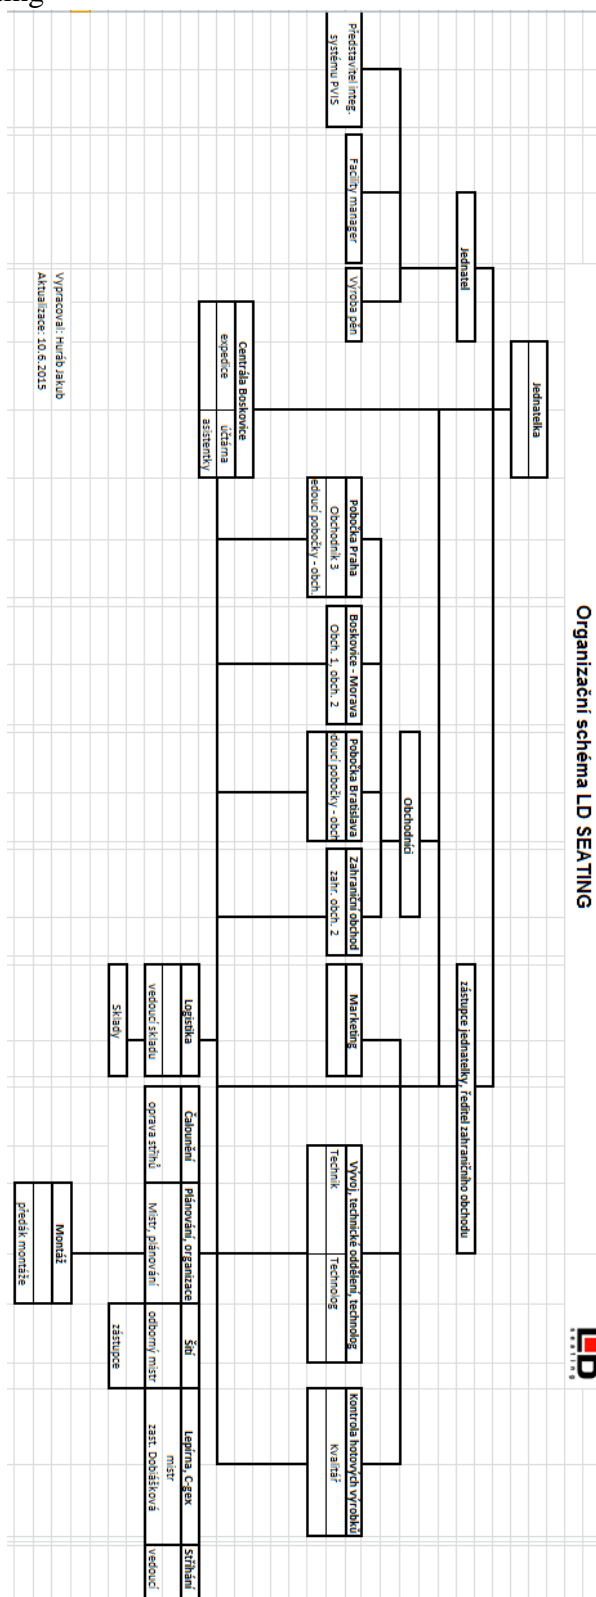 ing
Organizační schéma LD SEATING
LD
seating
Jednatelka
Jednatel
zástupce jednatelky, ředitel zahraničního obchodu
Obchodníci
Představitel integ.
systému PVIS
Facility manager
Výroba pěn
Pobočka Praha
Obchodník 3
edoucí pobočky - obch.
Boskovice - Morava
Obch. 1, obch. 2
Pobočka Bratislava
doucí pobočky - obch
Zahraniční obchod
zahr. obch. 2
Marketing
Vývoj, technické oddělení, technolog
Technik
Technolog
Kontrola hotových výrobků
Kvalitář
Centrála Boskovice
expedice
účtárna
asistentky
Logistika
vedoucí skladu
Sklady
Čalounění
oprava střihů
Plánování, organizace
Mistr, plánování
Šití
odborný mistr
zástupce
Lepírna, C-gex
mistr
zast. Dobiášková
Stříhání
vedoucí
Montáž
předák montáže
Vypracoval: Huráb Jakub
Aktualizace: 10.6.2015